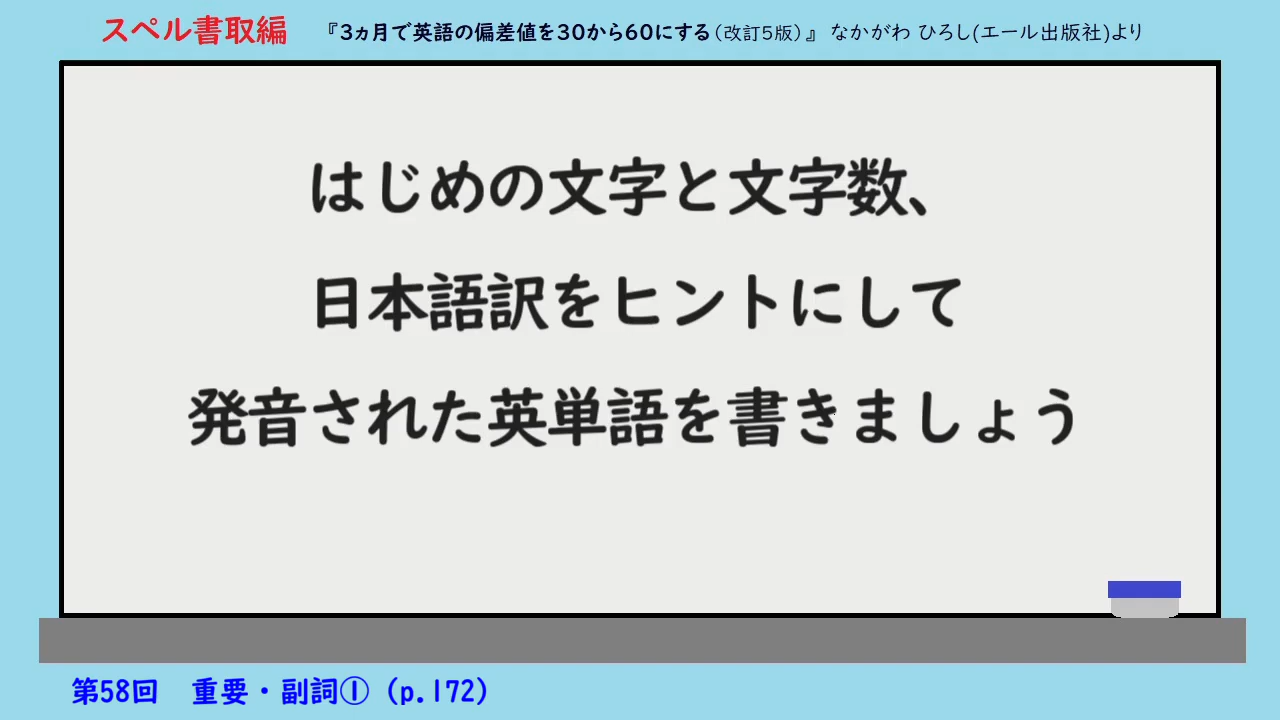 スペル書取編 『3ヵ月で英語の偏差値を30から60にする(改訂5版)』 なかがわ ひろし(エール出版社)より
はじめの文字と文字数、
日本語訳をヒントにして
発音された英単語を書きましょう
第58回 重要・副詞① (p.172)